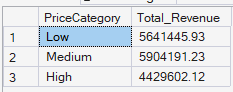 PriceCategory Total_Revenue
1 Low 5641445.93
2 Medium 5904191.23
3 High 4429602.12